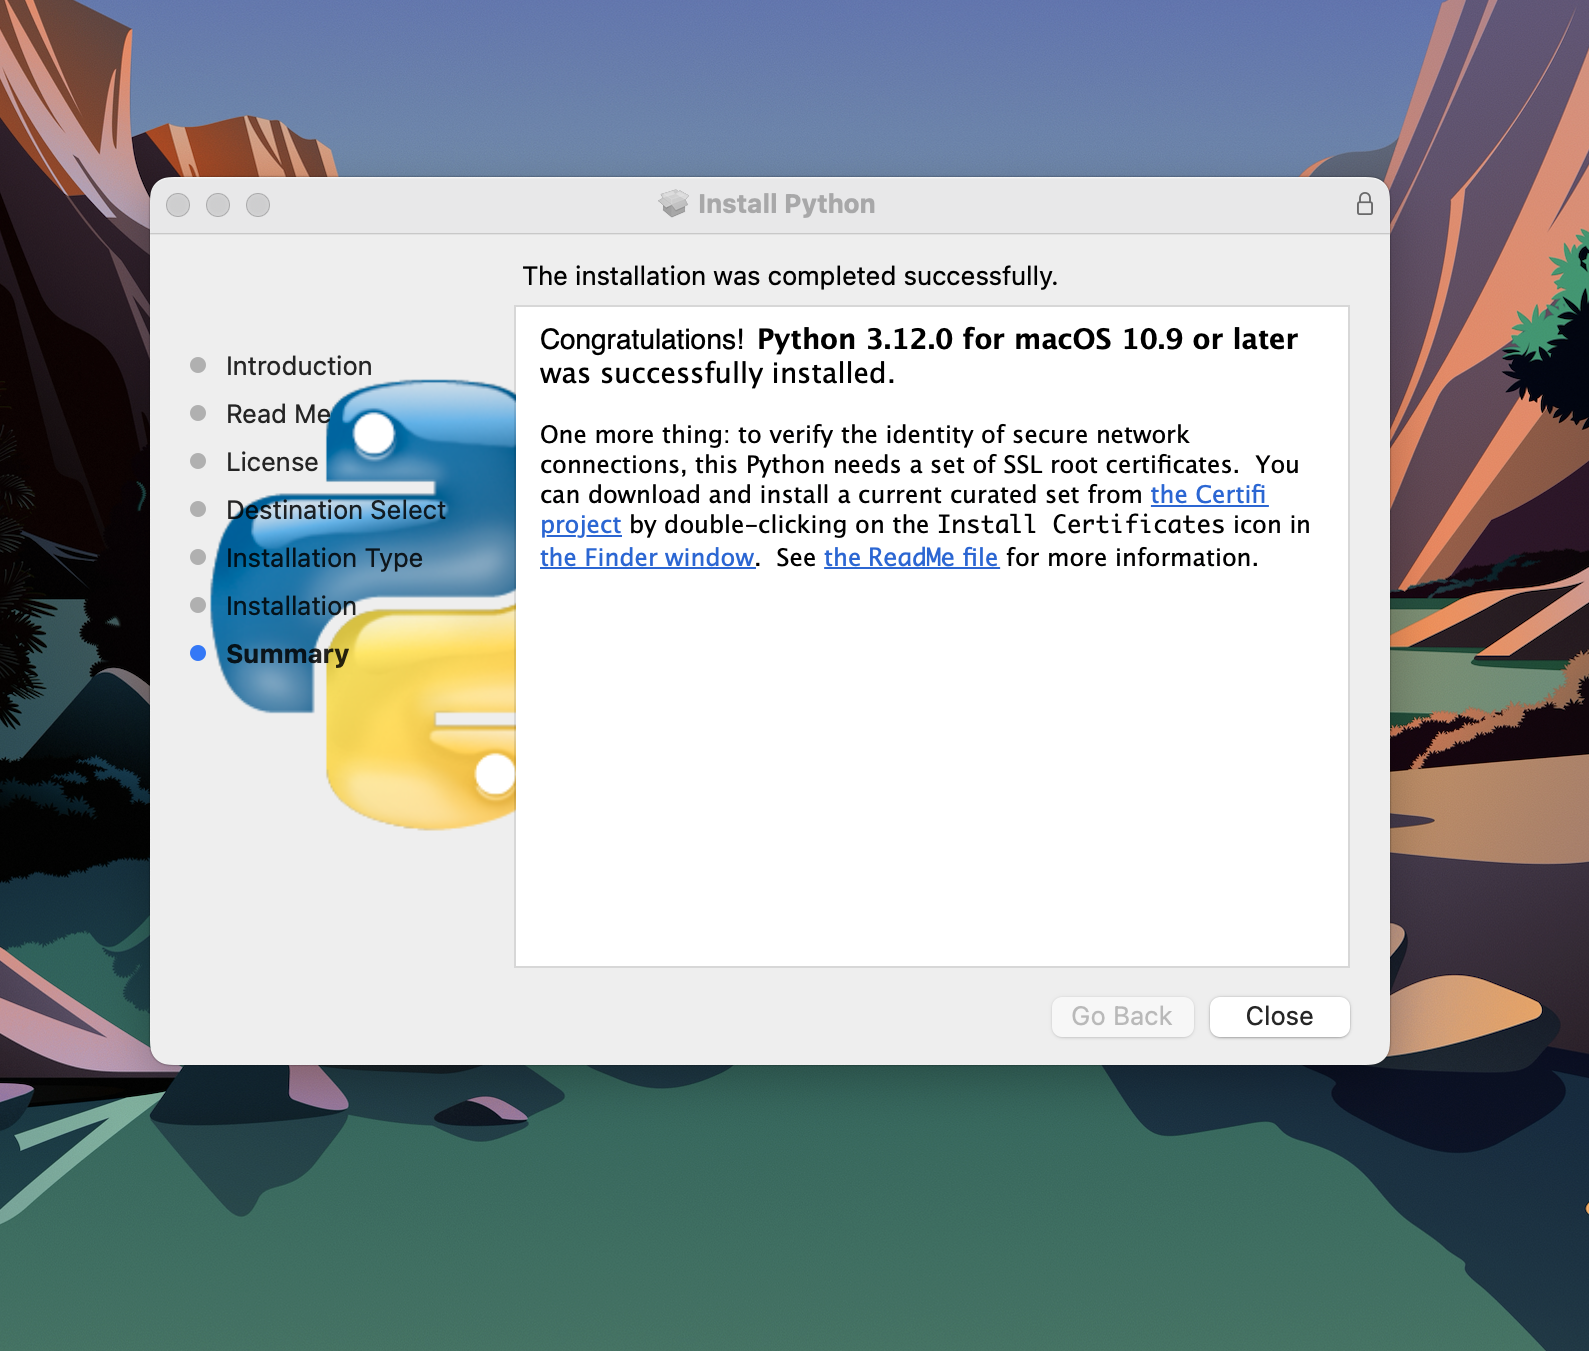 Install Python
The installation was completed successfully.
Introduction
Read Me
License
Destination Select
Installation Type
Installation
Summary
Congratulations! Python 3.12.0 for macOS 10.9 or later
was successfully installed.
One more thing: to verify the identity of secure network
connections, this Python needs a set of SSL root certificates. You
can download and install a current curated set from the Certifi
project by double-clicking on the Install Certificates icon in
the Finder window. See the ReadMe file for more information.
Go Back
Close